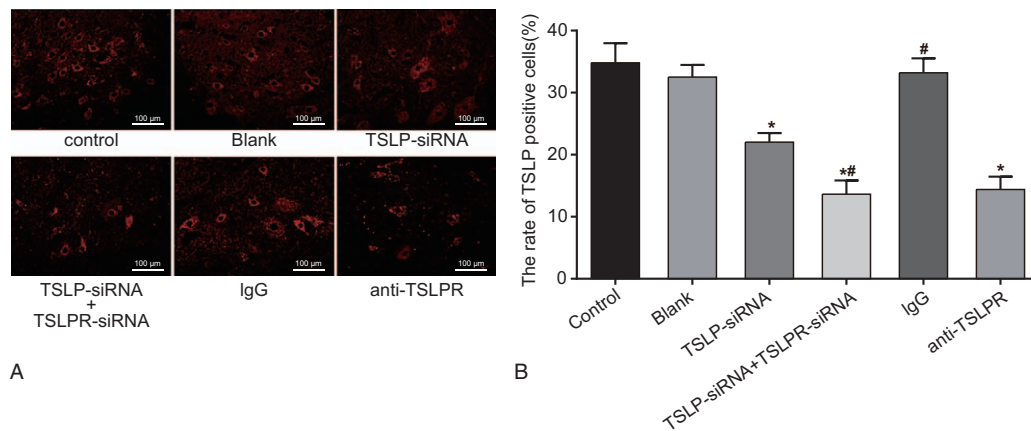 100 µm
100 µm
100 µm
control
Blank
TSLP-siRNA
100 µm
100 µm
100 µm
TSLP-siRNA
+
TSLPR-siRNA
IgG
anti-TSLPR
A
The rate of TSLP positive cells(%)
40
30
20
10
0
*
*#
#
*
Control
Blank
TSLP-siRNA
TSLP-siRNA+TSLPR-siRNA
IgG
anti-TSLPR
B